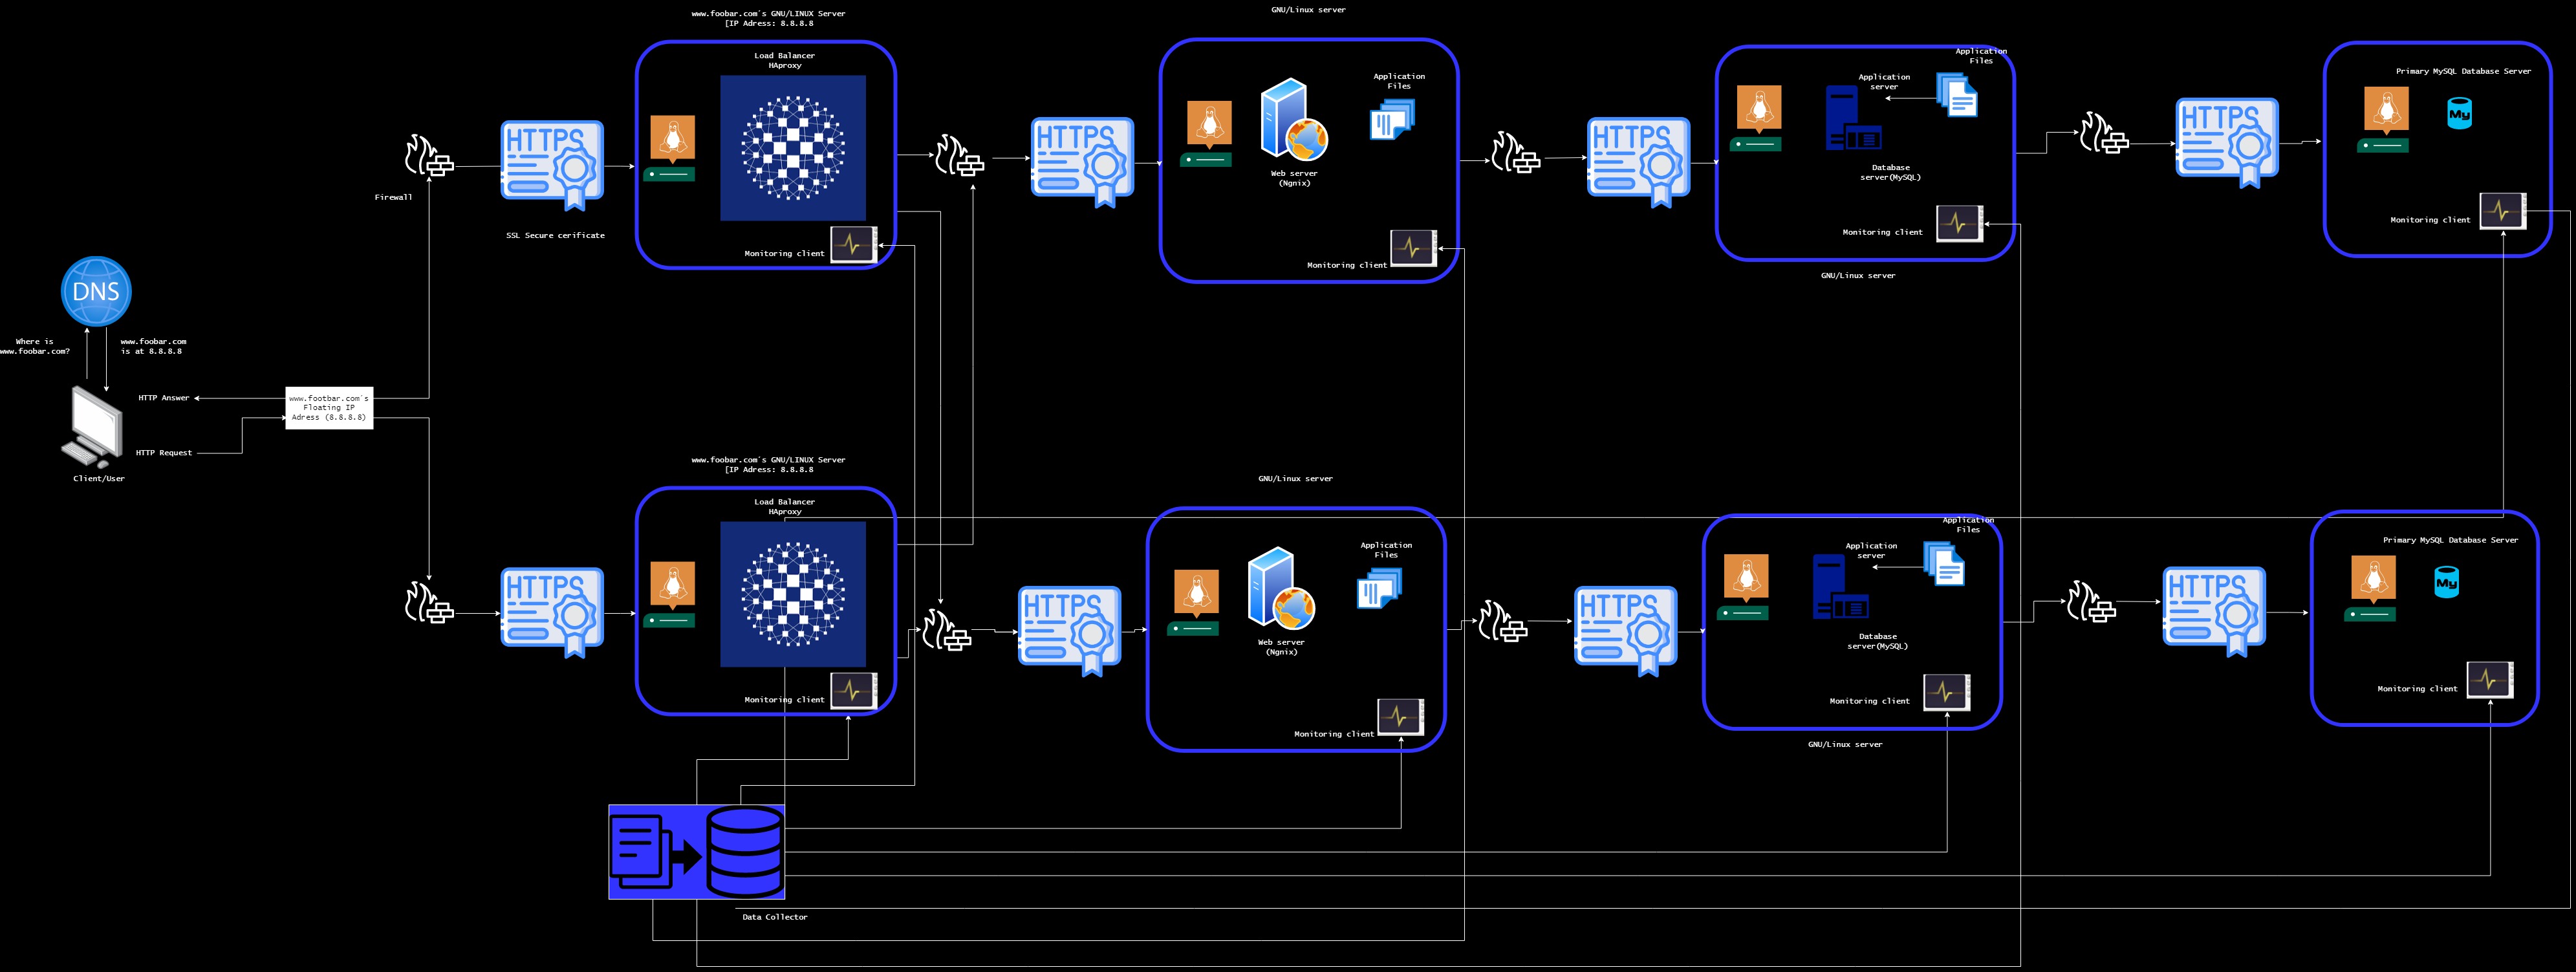 www.foobar.com´s GNU/LINUX Server
[IP Adress: 8.8.8.8
Load Balancer
HAproxy
Monitoring client
GNU/Linux server
Application
Files
Web server
(Ngnix)
Monitoring client
Application
Files
Application
server
Database
server(MySQL)
Monitoring client
GNU/Linux server
Primary MySQL Database Server
My
Monitoring client
HTTPS
HTTPS
HTTPS
HTTPS
Firewall
SSL Secure cerificate
DNS
Where is
www.foobar.com?
www.foobar.com
is at 8.8.8.8
HTTP Answer
www.footbar.com´s
Floating IP
Adress (8.8.8.8)
HTTP Request
Client/User
www.foobar.com´s GNU/LINUX Server
[IP Adress: 8.8.8.8
Load Balancer
HAproxy
Monitoring client
GNU/Linux server
Application
Files
Web server
(Ngnix)
Monitoring client
Application
Files
Application
server
Database
server(MySQL)
Monitoring client
GNU/Linux server
Primary MySQL Database Server
My
Monitoring client
HTTPS
HTTPS
HTTPS
HTTPS
Data Collector